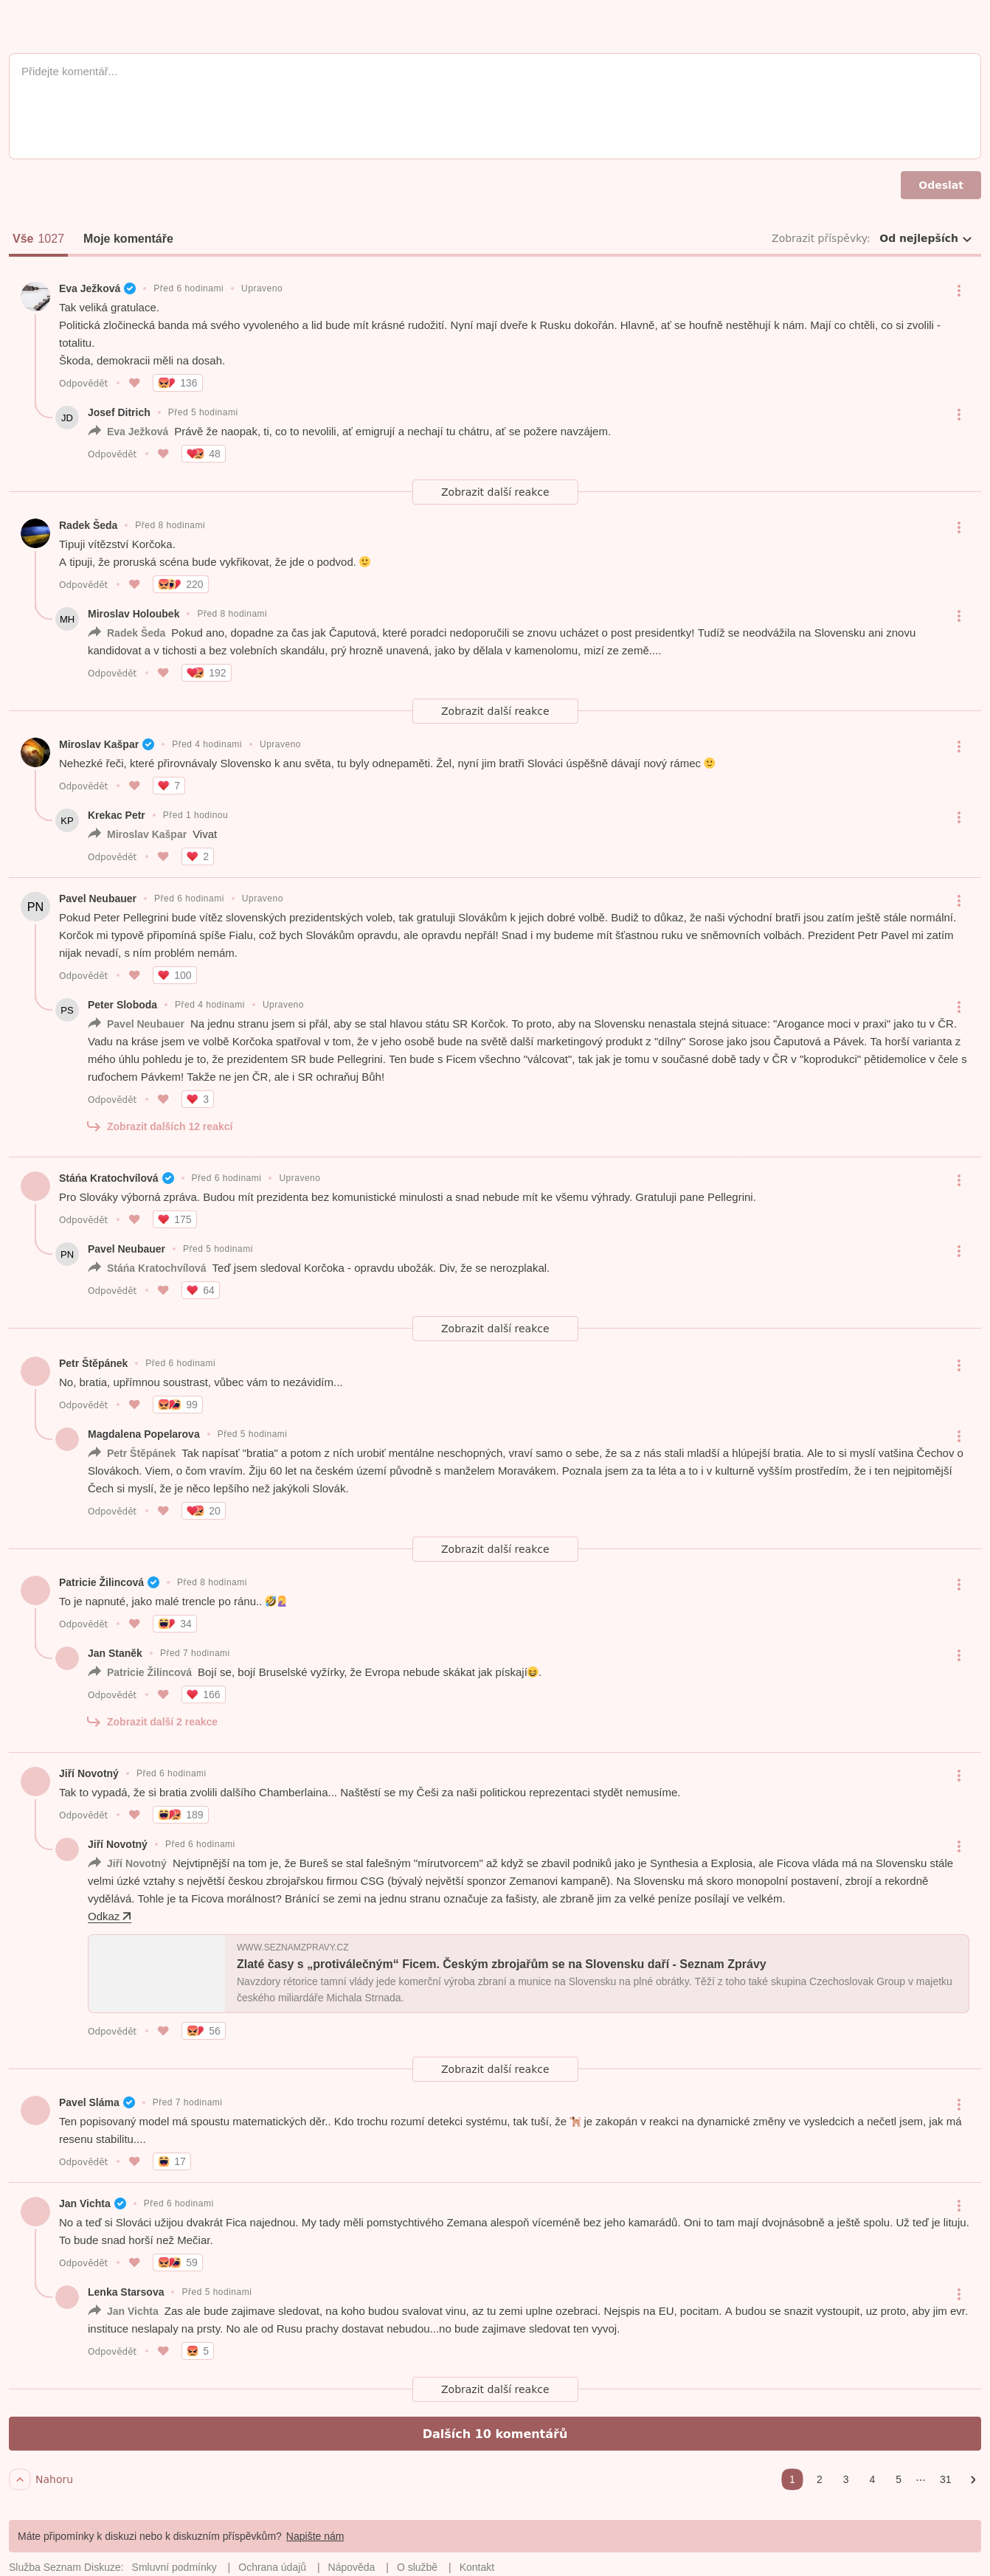 Přidejte komentář...
Odeslat
Vše 1027 Moje komentáře Zobrazit příspěvky: Od nejlepších
Eva Ježková • Před 6 hodinami • Upraveno
Tak veliká gratulace.
Politická zločinecká banda má svého vyvoleného a lid bude mít krásné rudožití. Nyní mají dveře k Rusku dokořán. Hlavně, ať se houfně nestěhují k nám. Mají co chtěli, co si zvolili -
totalitu.
Škoda, demokracii měli na dosah.
Odpovědět • 136
JD Josef Ditrich • Před 5 hodinami
Eva Ježková Právě že naopak, ti, co to nevolili, ať emigrují a nechají tu chátru, ať se požere navzájem.
Odpovědět • 48
Zobrazit další reakce
Radek Šeda • Před 8 hodinami
Tipuji vítězství Korčoka.
A tipuji, že proruská scéna bude vykřikovat, že jde o podvod. 🙂
Odpovědět • 220
MH Miroslav Holoubek • Před 8 hodinami
Radek Šeda Pokud ano, dopadne za čas jak Čaputová, které poradci nedoporučili se znovu ucházet o post presidentky! Tudíž se neodvážila na Slovensku ani znovu
kandidovat a v tichosti a bez volebních skandálu, prý hrozně unavená, jako by dělala v kamenolomu, mizí ze země....
Odpovědět • 192
Zobrazit další reakce
Miroslav Kašpar • Před 4 hodinami • Upraveno
Nehezké řeči, které přirovnávaly Slovensko k anu světa, tu byly odnepaměti. Žel, nyní jim bratři Slováci úspěšně dávají nový rámec 🙂
Odpovědět • 7
KP Krekac Petr • Před 1 hodinou
Miroslav Kašpar Vivat
Odpovědět • 2
PN Pavel Neubauer • Před 6 hodinami • Upraveno
Pokud Peter Pellegrini bude vítěz slovenských prezidentských voleb, tak gratuluji Slovákům k jejich dobré volbě. Budiž to důkaz, že naši východní bratři jsou zatím ještě stále normální.
Korčok mi typově připomíná spíše Fialu, což bych Slovákům opravdu, ale opravdu nepřál! Snad i my budeme mít šťastnou ruku ve sněmovních volbách. Prezident Petr Pavel mi zatím
nijak nevadí, s ním problém nemám.
Odpovědět • 100
PS Peter Sloboda • Před 4 hodinami • Upraveno
Pavel Neubauer Na jednu stranu jsem si přál, aby se stal hlavou státu SR Korčok. To proto, aby na Slovensku nenastala stejná situace: "Arogance moci v praxi" jako tu v ČR.
Vadu na kráse jsem ve volbě Korčoka spatřoval v tom, že v jeho osobě bude na světě další marketingový produkt z "dílny" Sorose jako jsou Čaputová a Pávek. Ta horší varianta z
mého úhlu pohledu je to, že prezidentem SR bude Pellegrini. Ten bude s Ficem všechno "válcovat", tak jak je tomu v současné době tady v ČR v "koprodukci" pětidemolice v čele s
ruďochem Pávkem! Takže ne jen ČR, ale i SR ochraňuj Bůh!
Odpovědět • 3
Zobrazit dalších 12 reakcí
Stáňa Kratochvílová • Před 6 hodinami • Upraveno
Pro Slováky výborná zpráva. Budou mít prezidenta bez komunistické minulosti a snad nebude mít ke všemu výhrady. Gratuluji pane Pellegrini.
Odpovědět • 175
PN Pavel Neubauer • Před 5 hodinami
Stáňa Kratochvílová Teď jsem sledoval Korčoka - opravdu ubožák. Div, že se nerozplakal.
Odpovědět • 64
Zobrazit další reakce
Petr Štěpánek • Před 6 hodinami
No, bratia, upřímnou soustrast, vůbec vám to nezávidím...
Odpovědět • 99
Magdalena Popelarova • Před 5 hodinami
Petr Štěpánek Tak napísať "bratia" a potom z ních urobiť mentálne neschopných, vraví samo o sebe, že sa z nás stali mladší a hlúpejší bratia. Ale to si myslí vatšina Čechov o
Slovákoch. Viem, o čom vravím. Žiju 60 let na českém území původně s manželem Moravákem. Poznala jsem za ta léta a to i v kulturně vyšším prostředím, že i ten nejpitomější
Čech si myslí, že je něco lepšího než jakýkoli Slovák.
Odpovědět • 20
Zobrazit další reakce
Patricie Žilincová • Před 8 hodinami
To je napnuté, jako malé trencle po ránu.. 🤣🤦‍♀️
Odpovědět • 34
Jan Staněk • Před 7 hodinami
Patricie Žilincová Bojí se, bojí Bruselské vyžírky, že Evropa nebude skákat jak pískají😆.
Odpovědět • 166
Zobrazit další 2 reakce
Jiří Novotný • Před 6 hodinami
Tak to vypadá, že si bratia zvolili dalšího Chamberlaina... Naštěstí se my Češi za naši politickou reprezentaci stydět nemusíme.
Odpovědět • 189
Jiří Novotný • Před 6 hodinami
Jiří Novotný Nejvtipnější na tom je, že Bureš se stal falešným "mírutvorcem" až když se zbavil podniků jako je Synthesia a Explosia, ale Ficova vláda má na Slovensku stále
velmi úzké vztahy s největší českou zbrojařskou firmou CSG (bývalý největší sponzor Zemanovi kampaně). Na Slovensku má skoro monopolní postavení, zbrojí a rekordně
vydělává. Tohle je ta Ficova morálnost? Bránící se zemi na jednu stranu označuje za fašisty, ale zbraně jim za velké peníze posílají ve velkém.
Odkaz
WWW.SEZNAMZPRAVY.CZ
Zlaté časy s „protiválečným“ Ficem. Českým zbrojařům se na Slovensku daří - Seznam Zprávy
Navzdory rétorice tamní vlády jede komerční výroba zbraní a munice na Slovensku na plné obrátky. Těží z toho také skupina Czechoslovak Group v majetku
českého miliardáře Michala Strnada.
Odpovědět • 56
Zobrazit další reakce
Pavel Sláma • Před 7 hodinami
Ten popisovaný model má spoustu matematických děr.. Kdo trochu rozumí detekci systému, tak tuší, že 🐕 je zakopán v reakci na dynamické změny ve vysledcich a nečetl jsem, jak má
resenu stabilitu....
Odpovědět • 17
Jan Vichta • Před 6 hodinami
No a teď si Slováci užijou dvakrát Fica najednou. My tady měli pomstychtivého Zemana alespoň víceméně bez jeho kamarádů. Oni to tam mají dvojnásobně a ještě spolu. Už teď je lituju.
To bude snad horší než Mečiar.
Odpovědět • 59
Lenka Starsova • Před 5 hodinami
Jan Vichta Zas ale bude zajimave sledovat, na koho budou svalovat vinu, az tu zemi uplne ozebraci. Nejspis na EU, pocitam. A budou se snazit vystoupit, uz proto, aby jim evr.
instituce neslapaly na prsty. No ale od Rusu prachy dostavat nebudou...no bude zajimave sledovat ten vyvoj.
Odpovědět • 5
Zobrazit další reakce
Dalších 10 komentářů
Nahoru 1 2 3 4 5 ... 31
Máte připomínky k diskuzi nebo k diskuzním příspěvkům? Napište nám
Služba Seznam Diskuze: Smluvní podmínky | Ochrana údajů | Nápověda | O službě | Kontakt